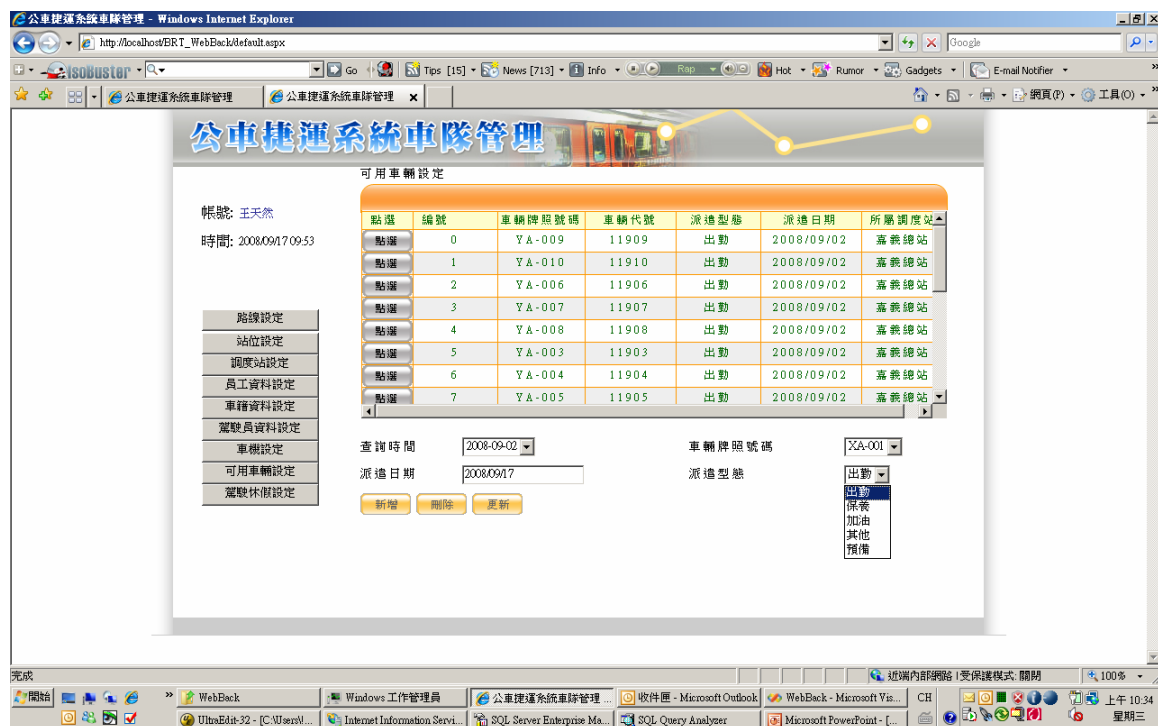 公車捷運系統車隊管理 - Windows Internet Explorer
http://localhost/BRT_WebBack/default.aspx
Google
IsoBuster
Go
Tips [15]
News [713]
Info
Rap
Hot
Rumor
Gadgets
E-mail Notifier
公車捷運系統車隊管理
公車捷運系統車隊管理
網頁(P)
工具(O)
公車捷運系統車隊管理
可用車輛設定
帳號: 王天然
時間: 2008/09/17 09:53
路線設定
站位設定
調度站設定
員工資料設定
車籍資料設定
駕駛員資料設定
車機設定
可用車輛設定
駕駛休假設定
點選 編號 車輛牌照號碼 車輛代號 派遣型態 派遣日期 所屬調度站
點選 0 YA-009 11909 出勤 2008/09/02 嘉義總站
點選 1 YA-010 11910 出勤 2008/09/02 嘉義總站
點選 2 YA-006 11906 出勤 2008/09/02 嘉義總站
點選 3 YA-007 11907 出勤 2008/09/02 嘉義總站
點選 4 YA-008 11908 出勤 2008/09/02 嘉義總站
點選 5 YA-003 11903 出勤 2008/09/02 嘉義總站
點選 6 YA-004 11904 出勤 2008/09/02 嘉義總站
點選 7 YA-005 11905 出勤 2008/09/02 嘉義總站
查詢時間 2008-09-02 車輛牌照號碼 XA-001
派遣日期 2008/09/17 派遣型態 出勤
新增 刪除 更新
出勤
保養
加油
其他
預備
完成
近端內部網路 | 受保護模式: 關閉
100%
開始
WebBack
Windows 工作管理員
公車捷運系統車隊管理 ...
收件匣 - Microsoft Outlook
WebBack - Microsoft Vis...
CH
上午 10:34
UltraEdit-32 - [C:\Users\l...
Internet Information Servi...
SQL Server Enterprise Ma...
SQL Query Analyzer
Microsoft PowerPoint - [...
星期三